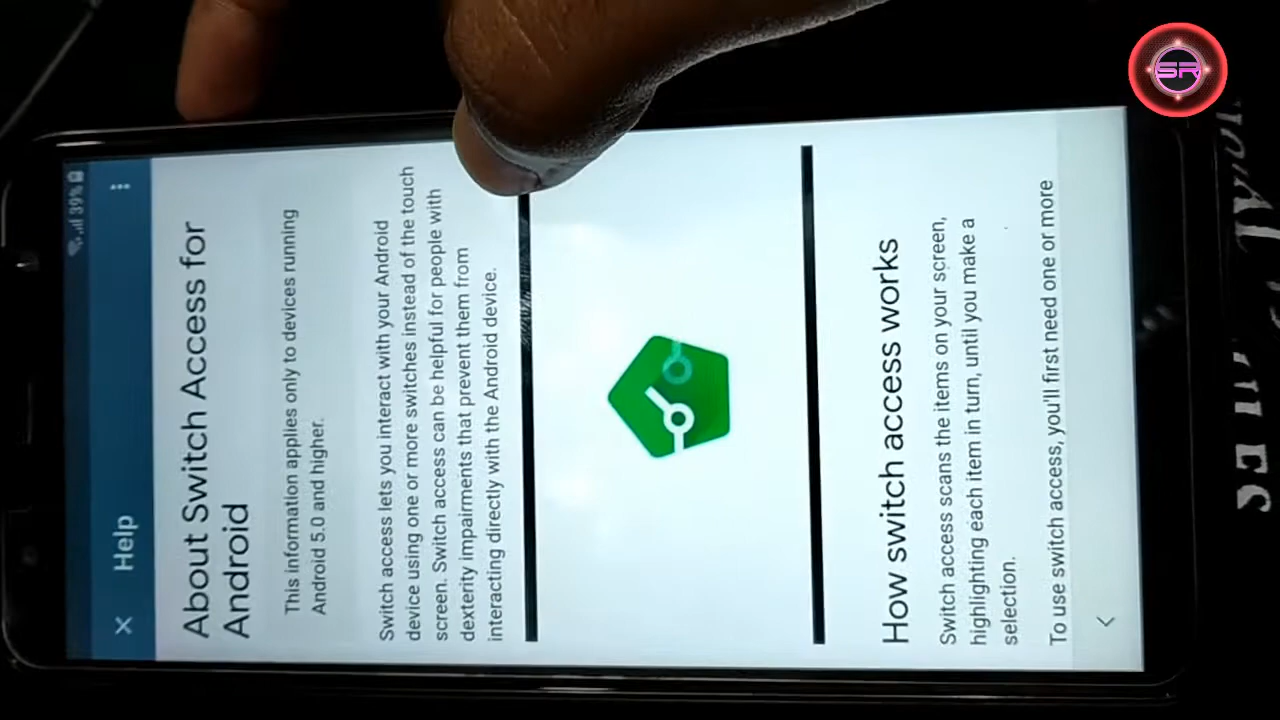 39%
Help
About Switch Access for
Android
This information applies only to devices running
Android 5.0 and higher.
Switch access lets you interact with your Android
device using one or more switches instead of the touch
screen. Switch access can be helpful for people with
dexterity impairments that prevent them from
interacting directly with the Android device.
How switch access works
Switch access scans the items on your screen,
highlighting each item in turn, until you make a
selection.
To use switch access, you'll first need one or more
SR